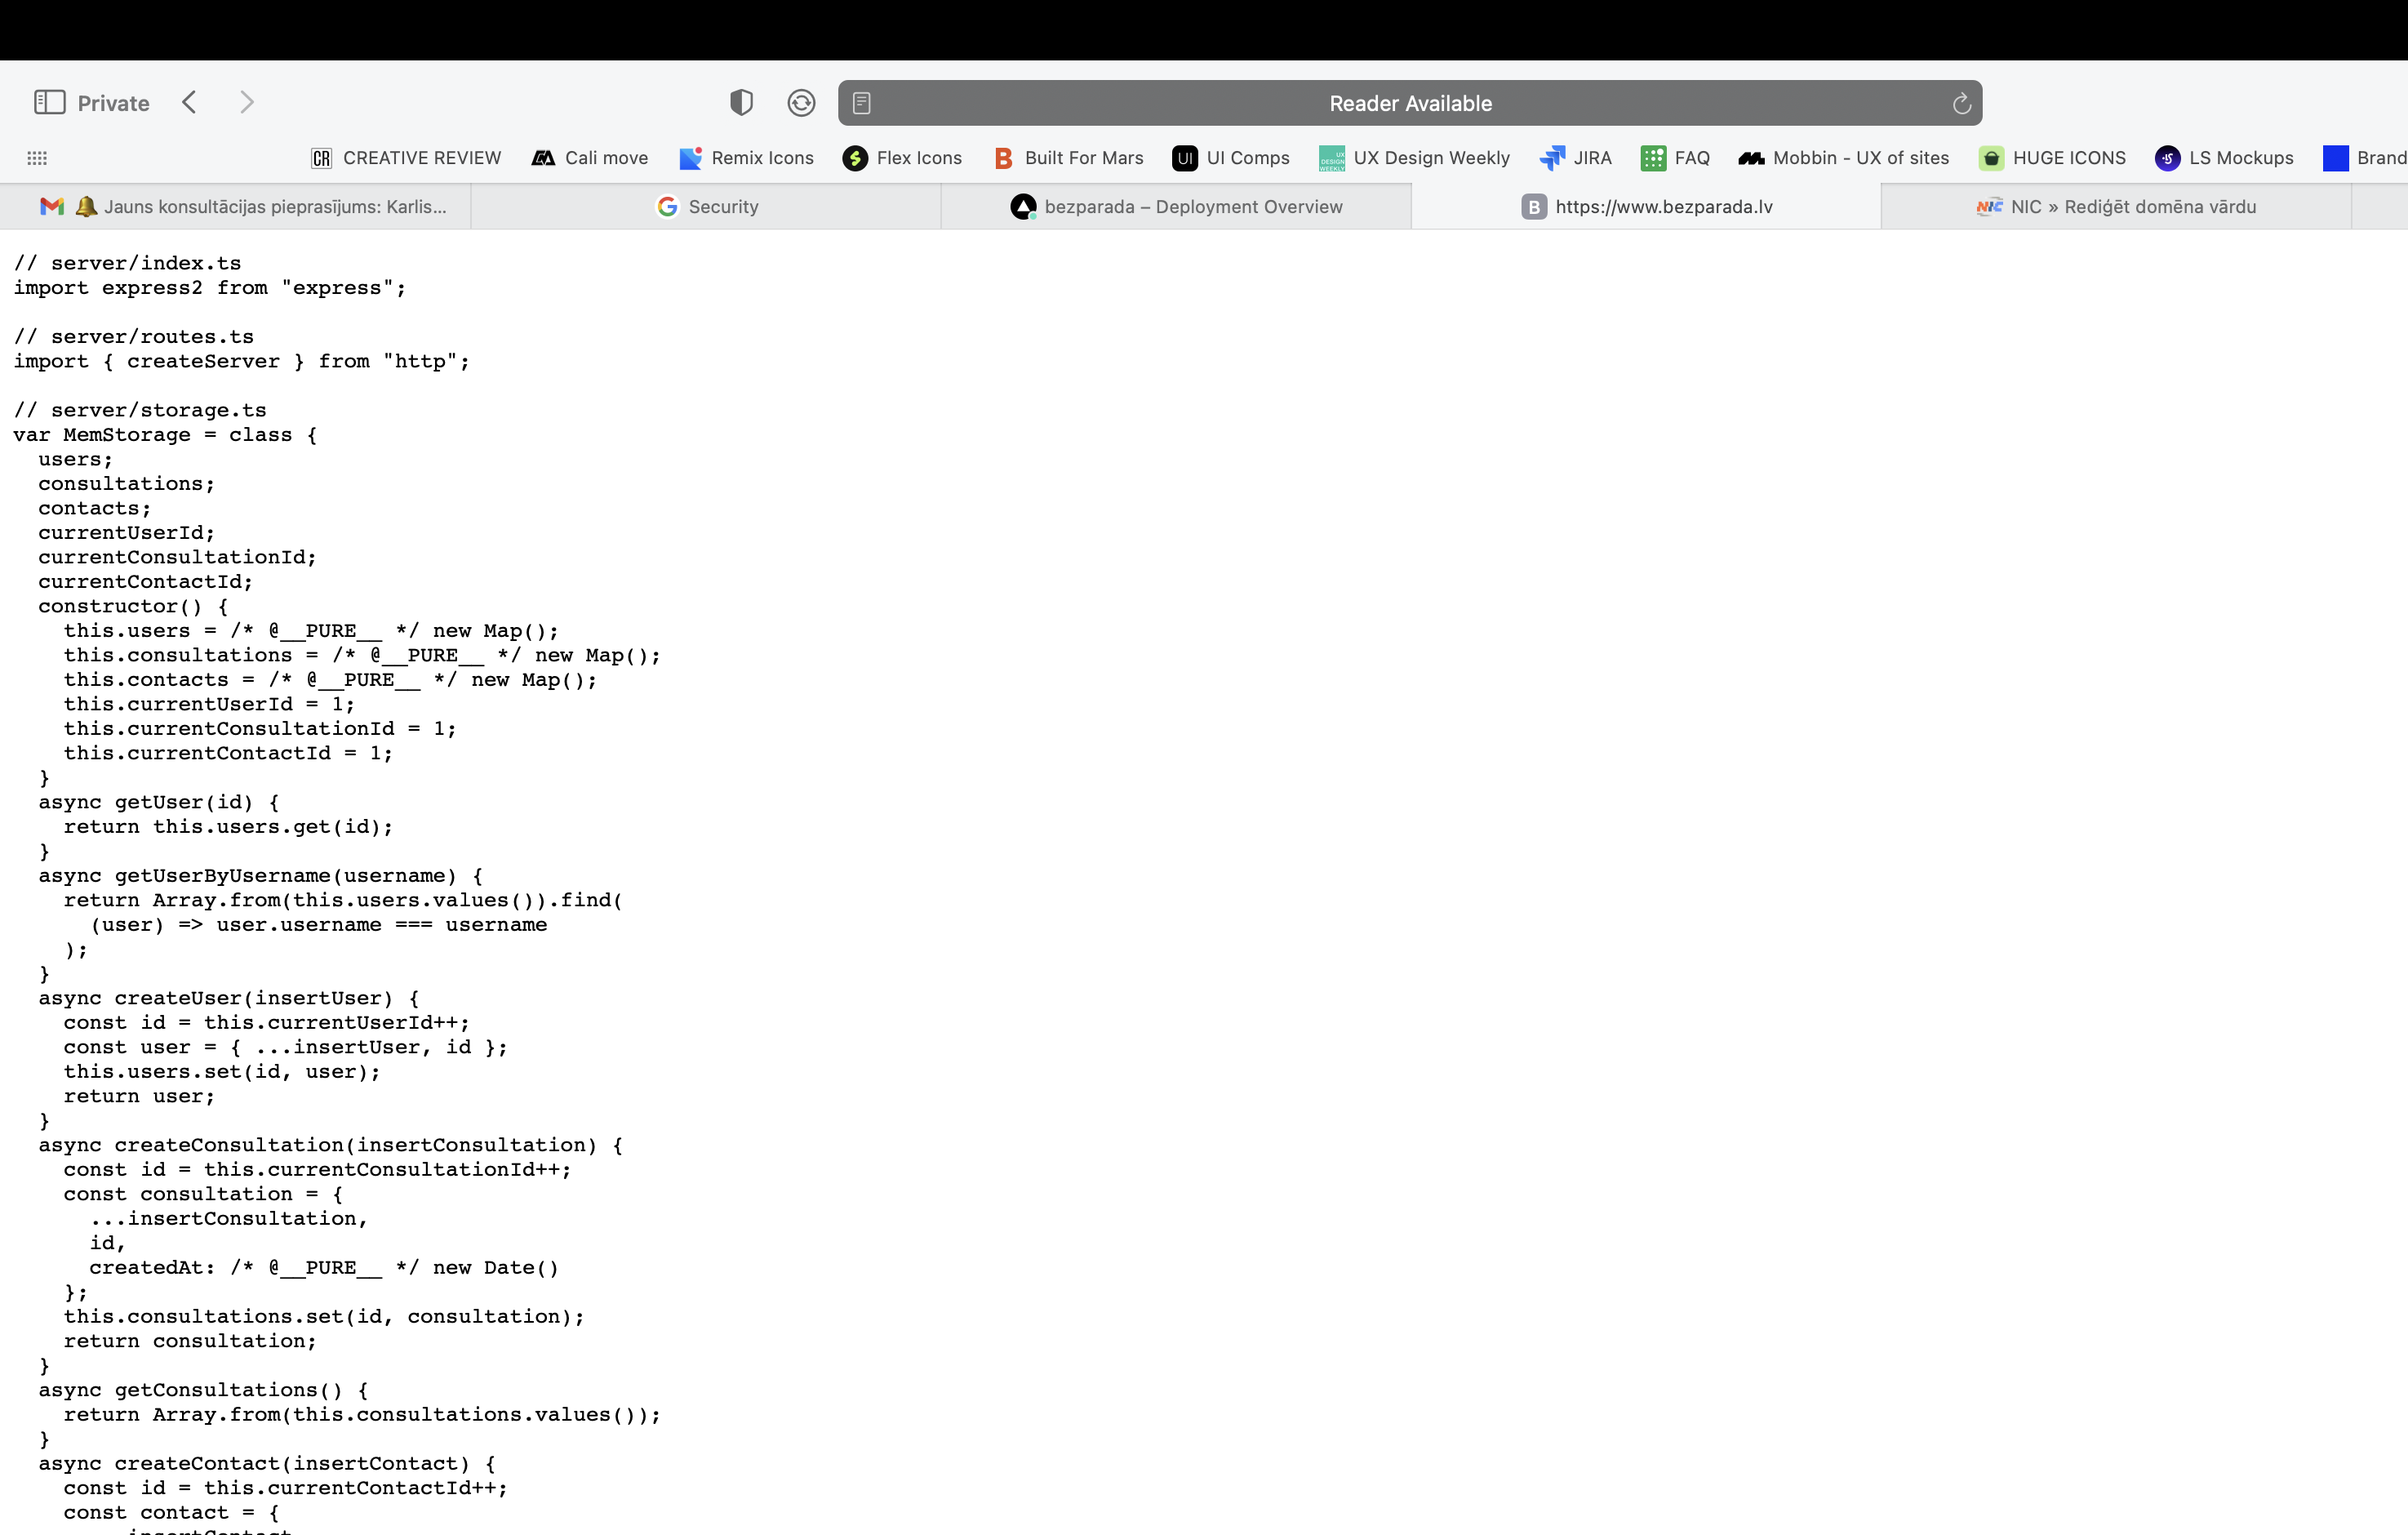 Private
Reader Available
CR CREATIVE REVIEW
Cali move
Remix Icons
Flex Icons
B Built For Mars
UI UI Comps
UX DESIGN WEEKLY UX Design Weekly
JIRA
FAQ
Mobbin - UX of sites
HUGE ICONS
LS LS Mockups
Brand
Jauns konsultācijas pieprasījums: Karlis...
G Security
bezparada – Deployment Overview
B https://www.bezparada.lv
NIC NIC » Rediģēt domēna vārdu
// server/index.ts
import express2 from "express";
// server/routes.ts
import { createServer } from "http";
// server/storage.ts
var MemStorage = class {
users;
consultations;
contacts;
currentUserId;
currentConsultationId;
currentContactId;
constructor() {
this.users = /* @__PURE__ */ new Map();
this.consultations = /* @__PURE__ */ new Map();
this.contacts = /* @__PURE__ */ new Map();
this.currentUserId = 1;
this.currentConsultationId = 1;
this.currentContactId = 1;
}
async getUser(id) {
return this.users.get(id);
}
async getUserByUsername(username) {
return Array.from(this.users.values()).find(
(user) => user.username === username
);
}
async createUser(insertUser) {
const id = this.currentUserId++;
const user = { ...insertUser, id };
this.users.set(id, user);
return user;
}
async createConsultation(insertConsultation) {
const id = this.currentConsultationId++;
const consultation = {
...insertConsultation,
id,
createdAt: /* @__PURE__ */ new Date()
};
this.consultations.set(id, consultation);
return consultation;
}
async getConsultations() {
return Array.from(this.consultations.values());
}
async createContact(insertContact) {
const id = this.currentContactId++;
const contact = {